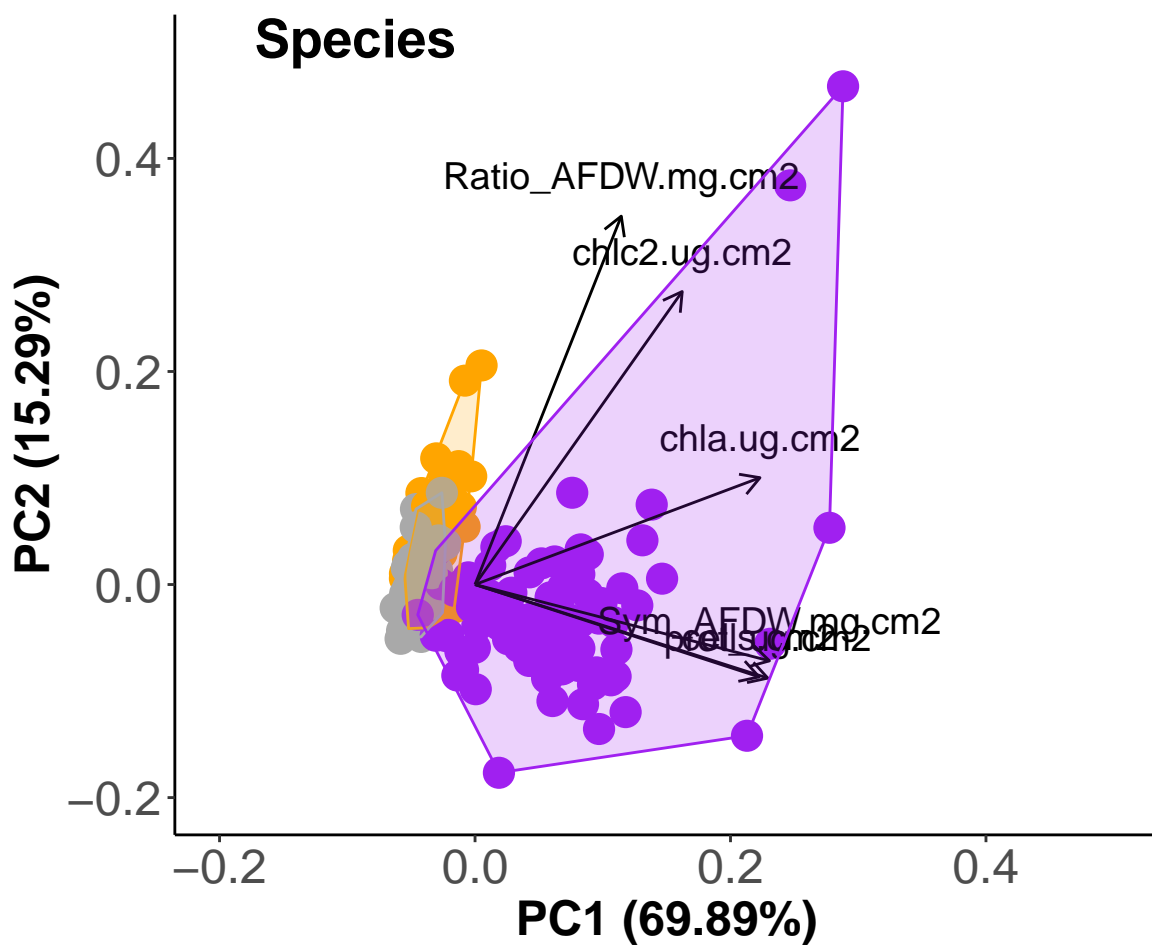 Species
0.4
Ratio_AFDW.mg.cm2
chlc2.ug.cm2
PC2 (15.29%)
0.2
chla.ug.cm2
0.0
Sym_AFDW.mg.cm2
−0.2
−0.2
0.0
0.2
0.4
PC1 (69.89%)